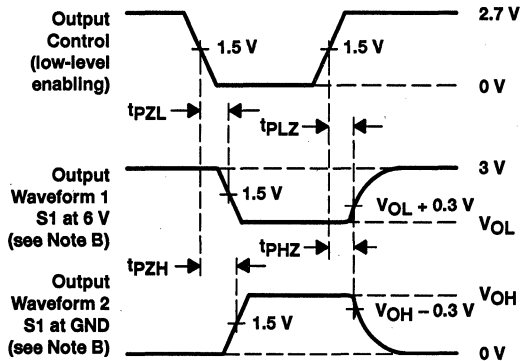 Output
Control
(low-level
enabling)
2.7 V
1.5 V
1.5 V
0 V
tPZL
tPLZ
Output
Waveform 1
S1 at 6 V
(see Note B)
3 V
1.5 V
VOL + 0.3 V
VOL
tPHZ
tPZH
Output
Waveform 2
S1 at GND
(see Note B)
VOH
VOH – 0.3 V
1.5 V
0 V